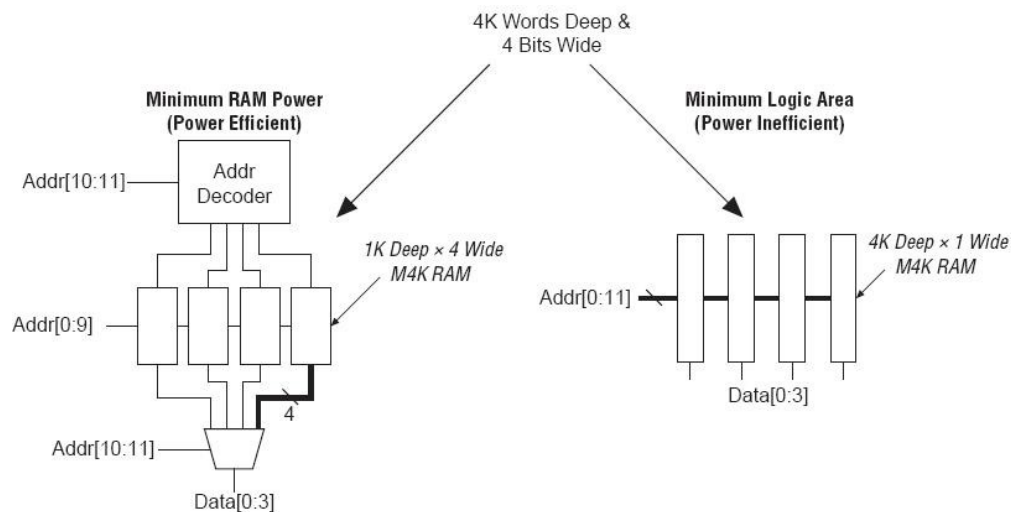 4K Words Deep &
4 Bits Wide
Minimum RAM Power
(Power Efficient)
Minimum Logic Area
(Power Inefficient)
Addr
Decoder
Addr[10:11]
1K Deep × 4 Wide
M4K RAM
4K Deep × 1 Wide
M4K RAM
Addr[0:9]
Addr[0:11]
4
Data[0:3]
Addr[10:11]
Data[0:3]